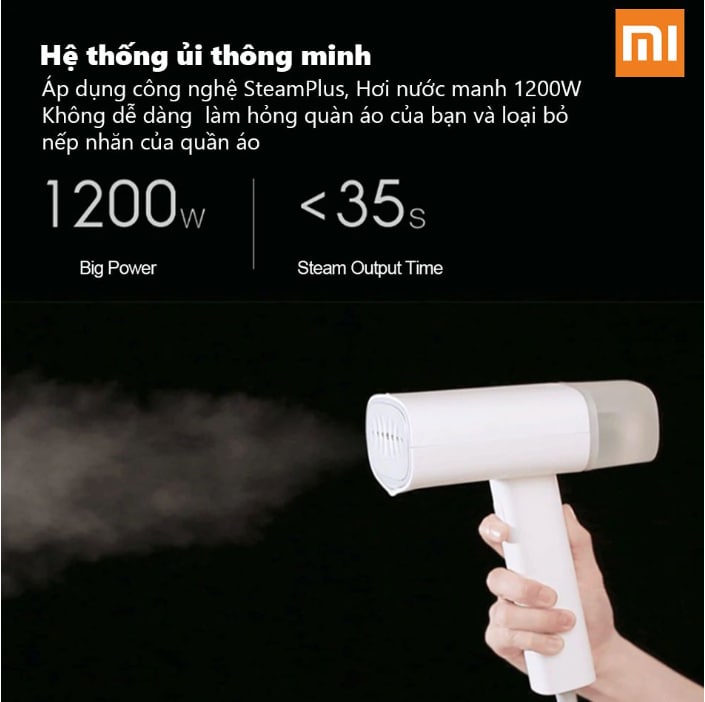 Hệ thống ủi thông minh
Áp dụng công nghệ SteamPlus, Hơi nước manh 1200W
Không dễ dàng làm hỏng quàn áo của bạn và loại bỏ
nếp nhăn của quần áo
1200W
<35S
Big Power
Steam Output Time
mi